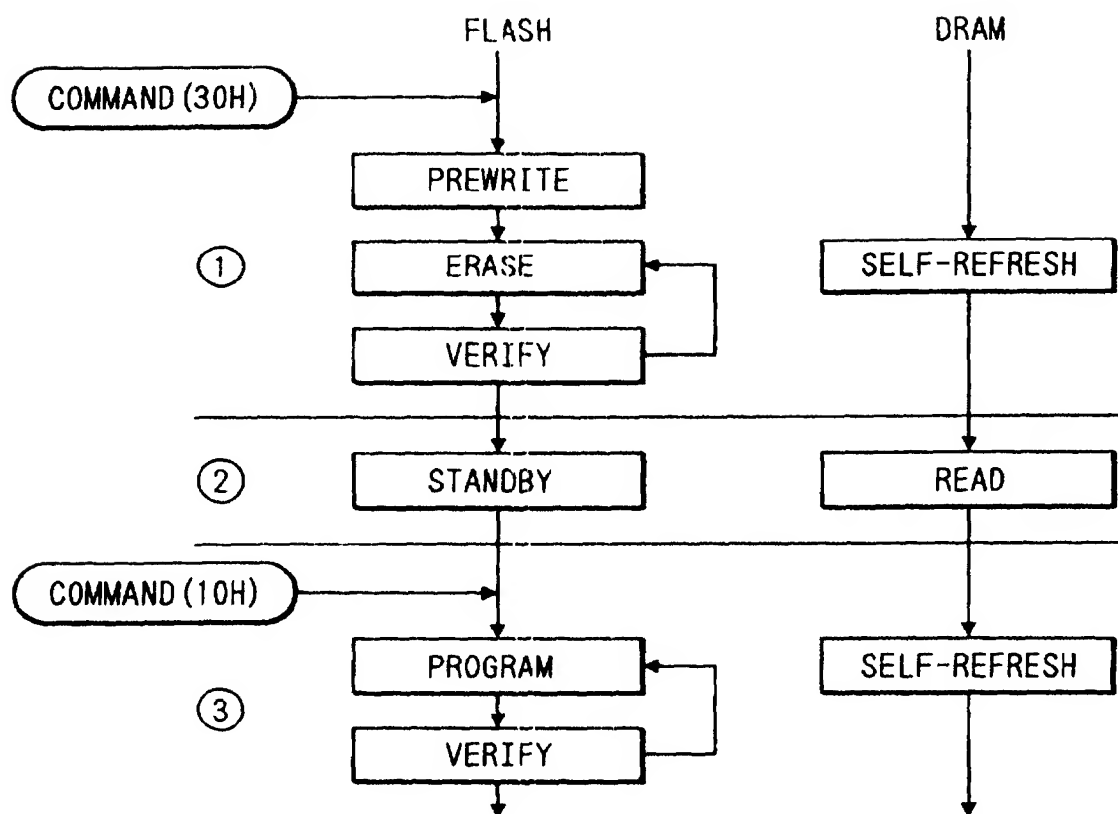 FLASH DRAM
COMMAND (30H)
PREWRITE
① ERASE SELF-REFRESH
VERIFY
② STANDBY READ
COMMAND (10H)
PROGRAM SELF-REFRESH
③
VERIFY